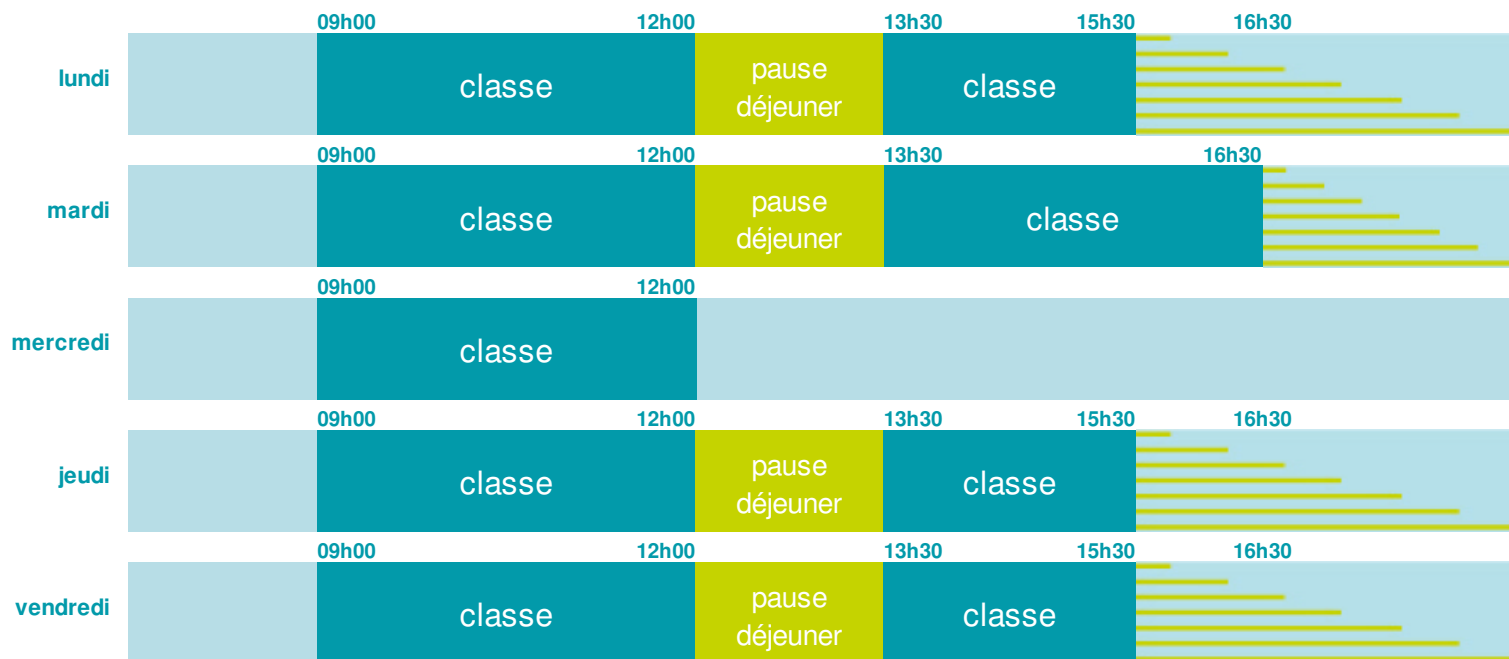 09h00 12h00 13h30 15h30 16h30
lundi classe pause déjeuner classe
09h00 12h00 13h30 16h30
mardi classe pause déjeuner classe
09h00 12h00
mercredi classe
09h00 12h00 13h30 15h30 16h30
jeudi classe pause déjeuner classe
09h00 12h00 13h30 15h30 16h30
vendredi classe pause déjeuner classe